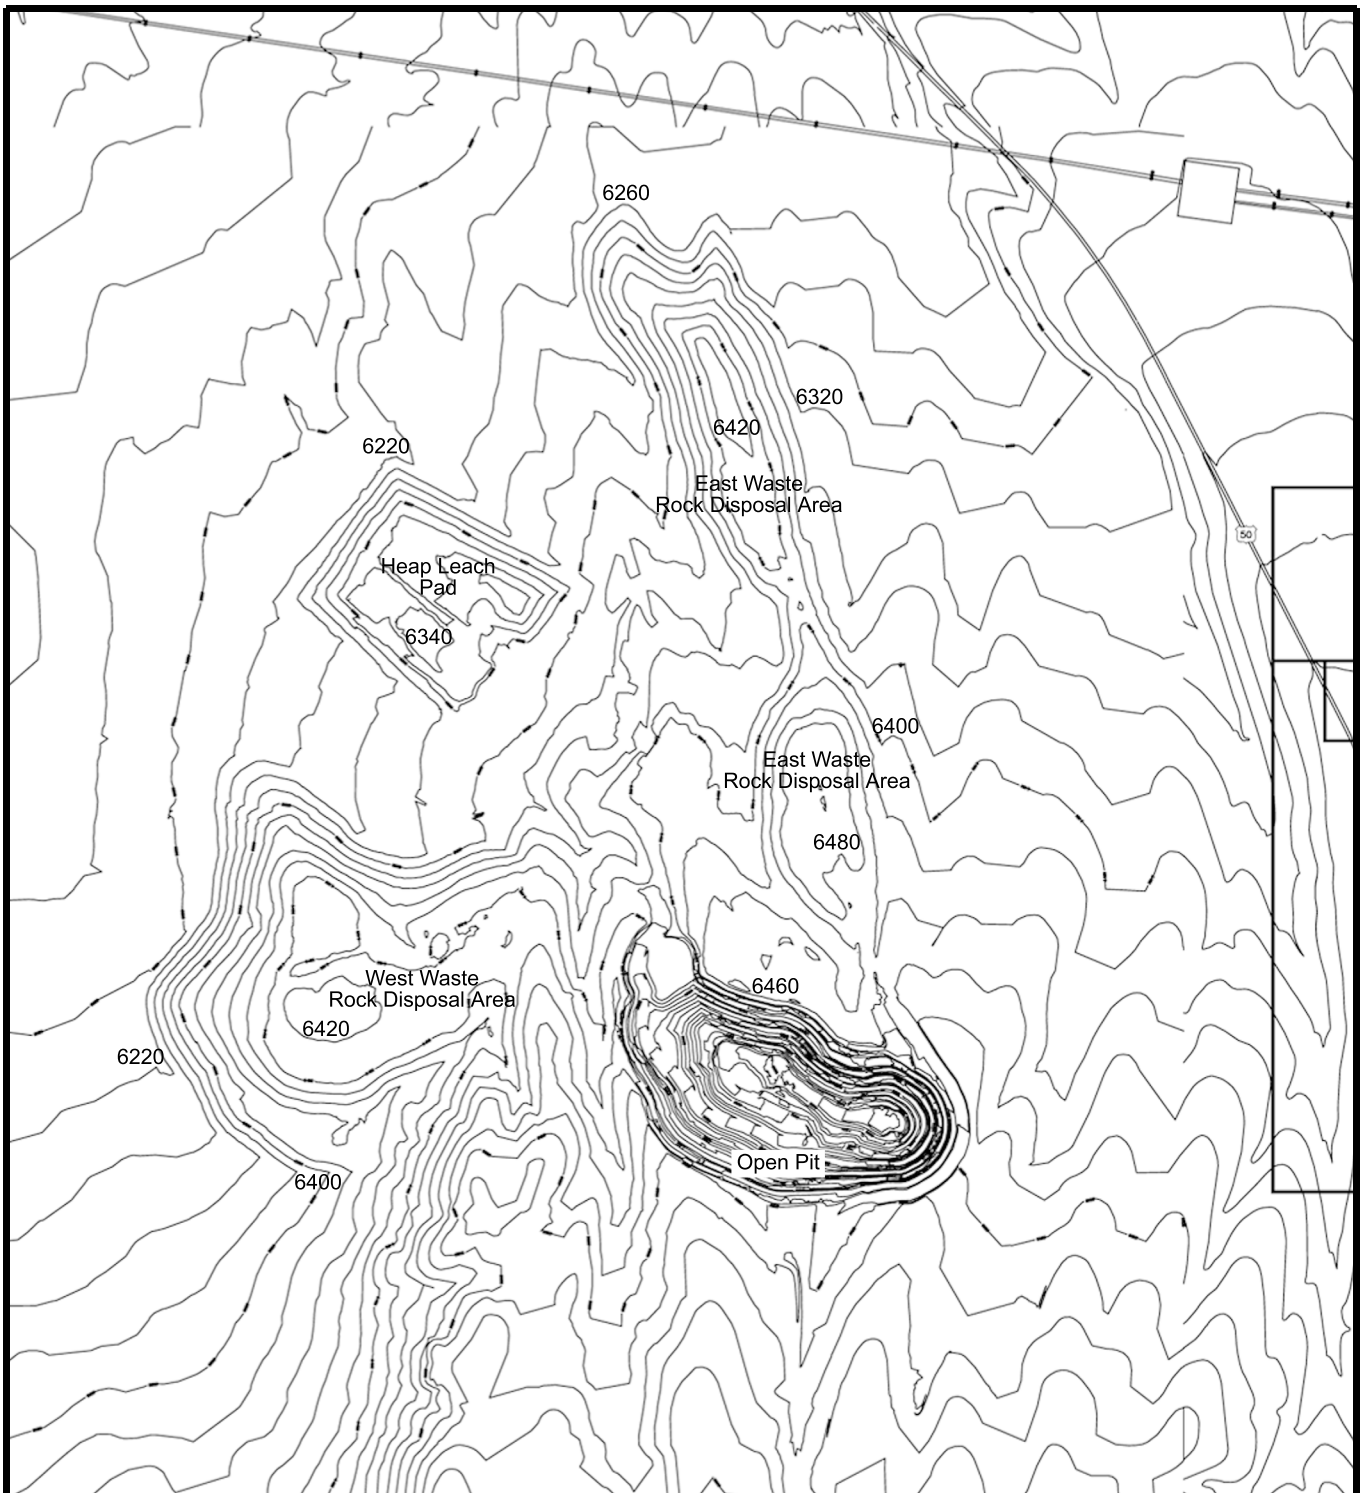 6260
6320
6420
6220
East Waste
Rock Disposal Area
50
Heap Leach
Pad
6340
6400
East Waste
Rock Disposal Area
6480
West Waste
Rock Disposal Area
6460
6420
6220
Open Pit
6400